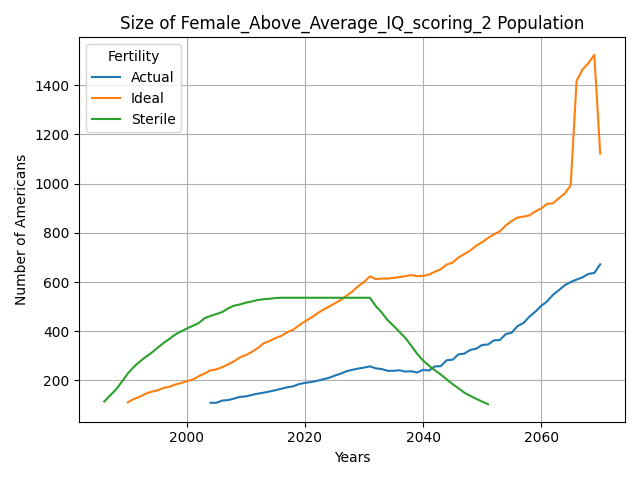 Size of Female_Above_Average_IQ_scoring_2 Population
Fertility
Actual
Ideal
Sterile
Number of Americans
1400
1200
1000
800
600
400
200
2000
2020
2040
2060
Years